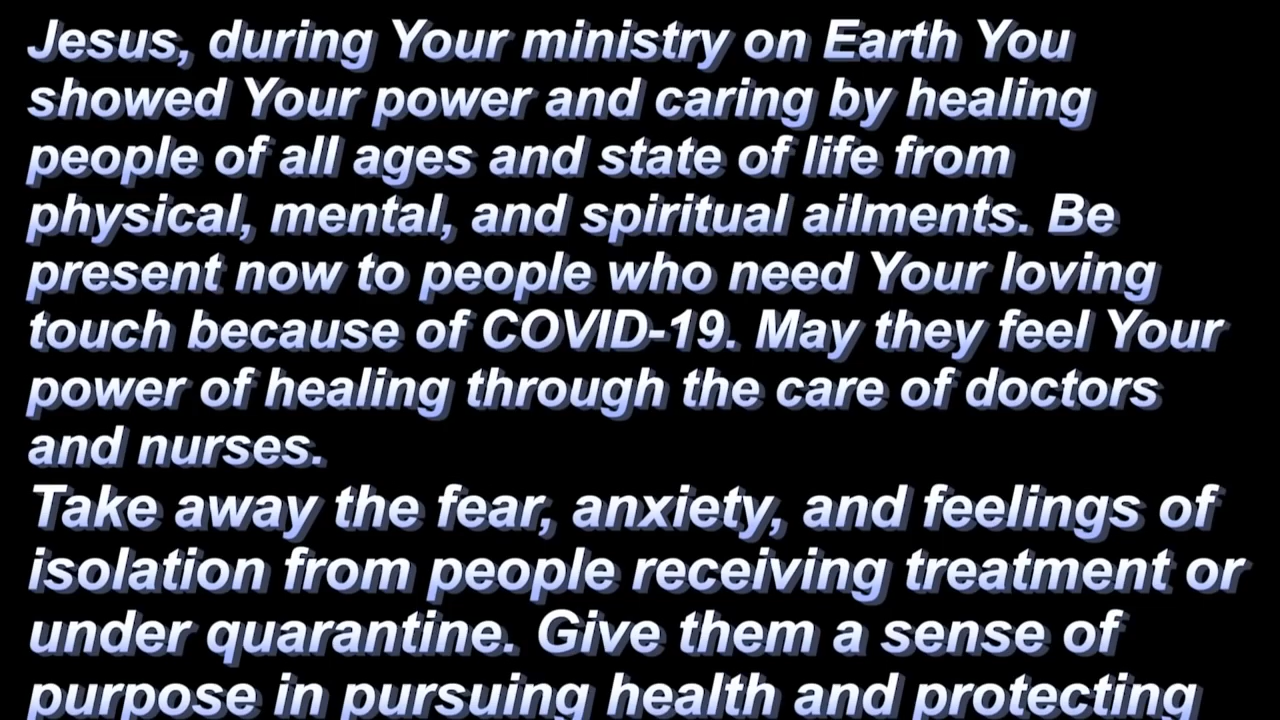 Jesus, during Your ministry on Earth You
showed Your power and caring by healing
people of all ages and state of life from
physical, mental, and spiritual ailments. Be
present now to people who need Your loving
touch because of COVID-19. May they feel Your
power of healing through the care of doctors
and nurses.
Take away the fear, anxiety, and feelings of
isolation from people receiving treatment or
under quarantine. Give them a sense of
purpose in pursuing health and protecting